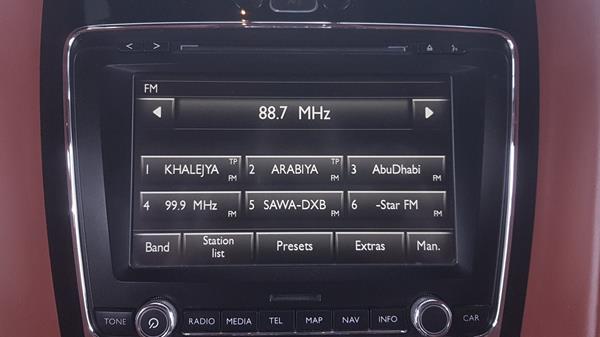 FM
88.7 MHz
1 KHALEJYA TP FM 2 ARABIYA TP FM 3 AbuDhabi FM
4 99.9 MHz FM 5 SAWA-DXB FM 6 -Star FM FM
Band Station list Presets Extras Man.
TONE RADIO MEDIA TEL MAP NAV INFO CAR